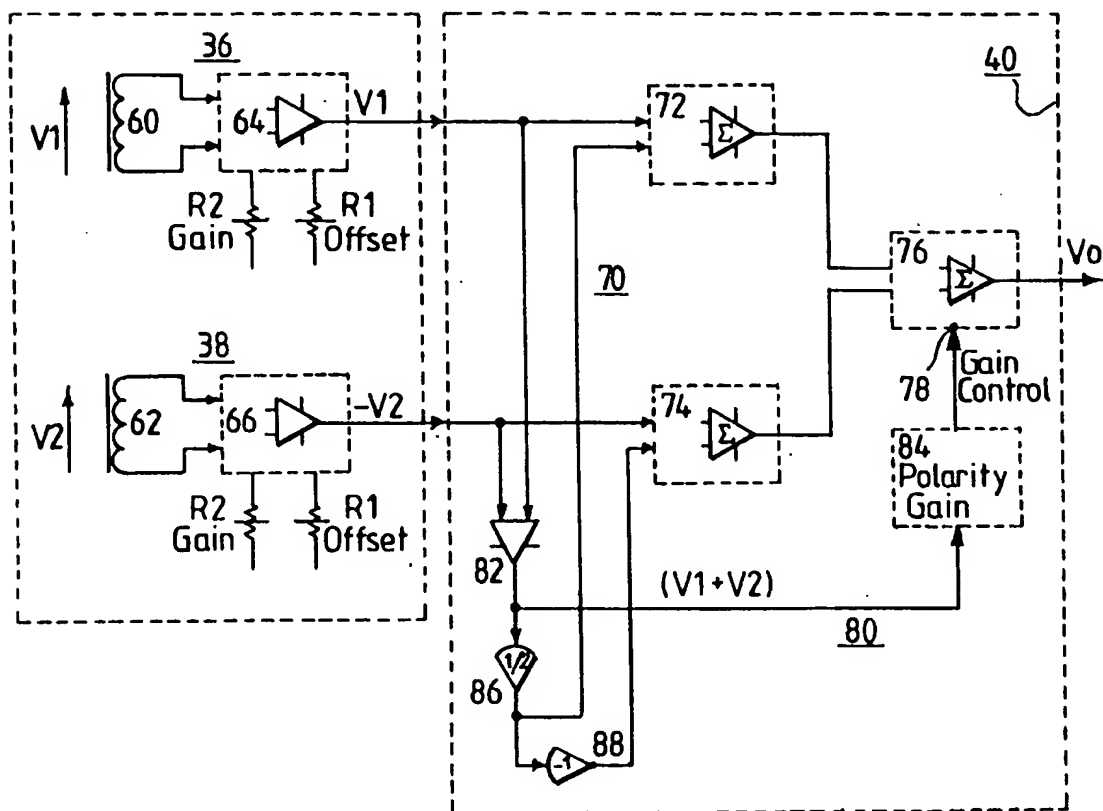 36
40
V1
60
64
V1
72
Σ
R2
Gain
R1
Offset
76
Σ
Vo
70
38
78
Gain
Control
V2
62
66
-V2
74
Σ
84
Polarity
Gain
R2
Gain
R1
Offset
82
(V1+V2)
80
1/2
86
-1
88